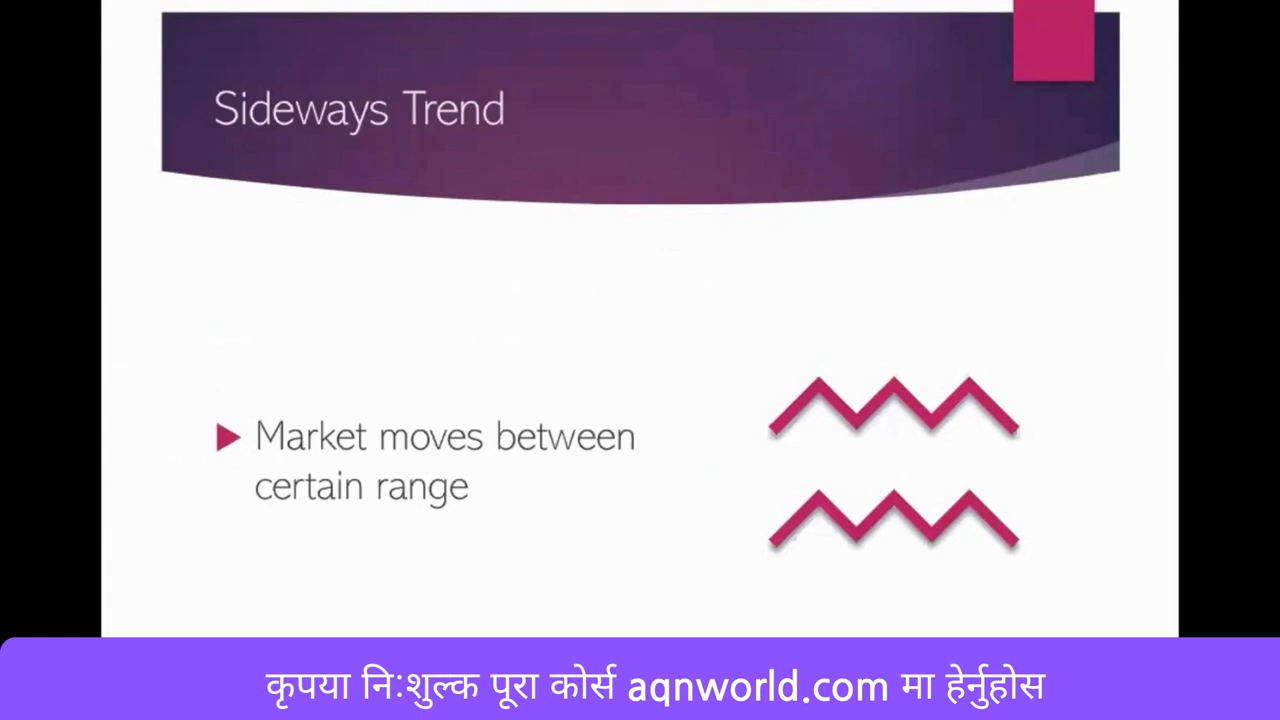 Sideways Trend
Market moves between
certain range
कृपया नि:शुल्क पूरा कोर्स aqnworld.com मा हेर्नुहोस